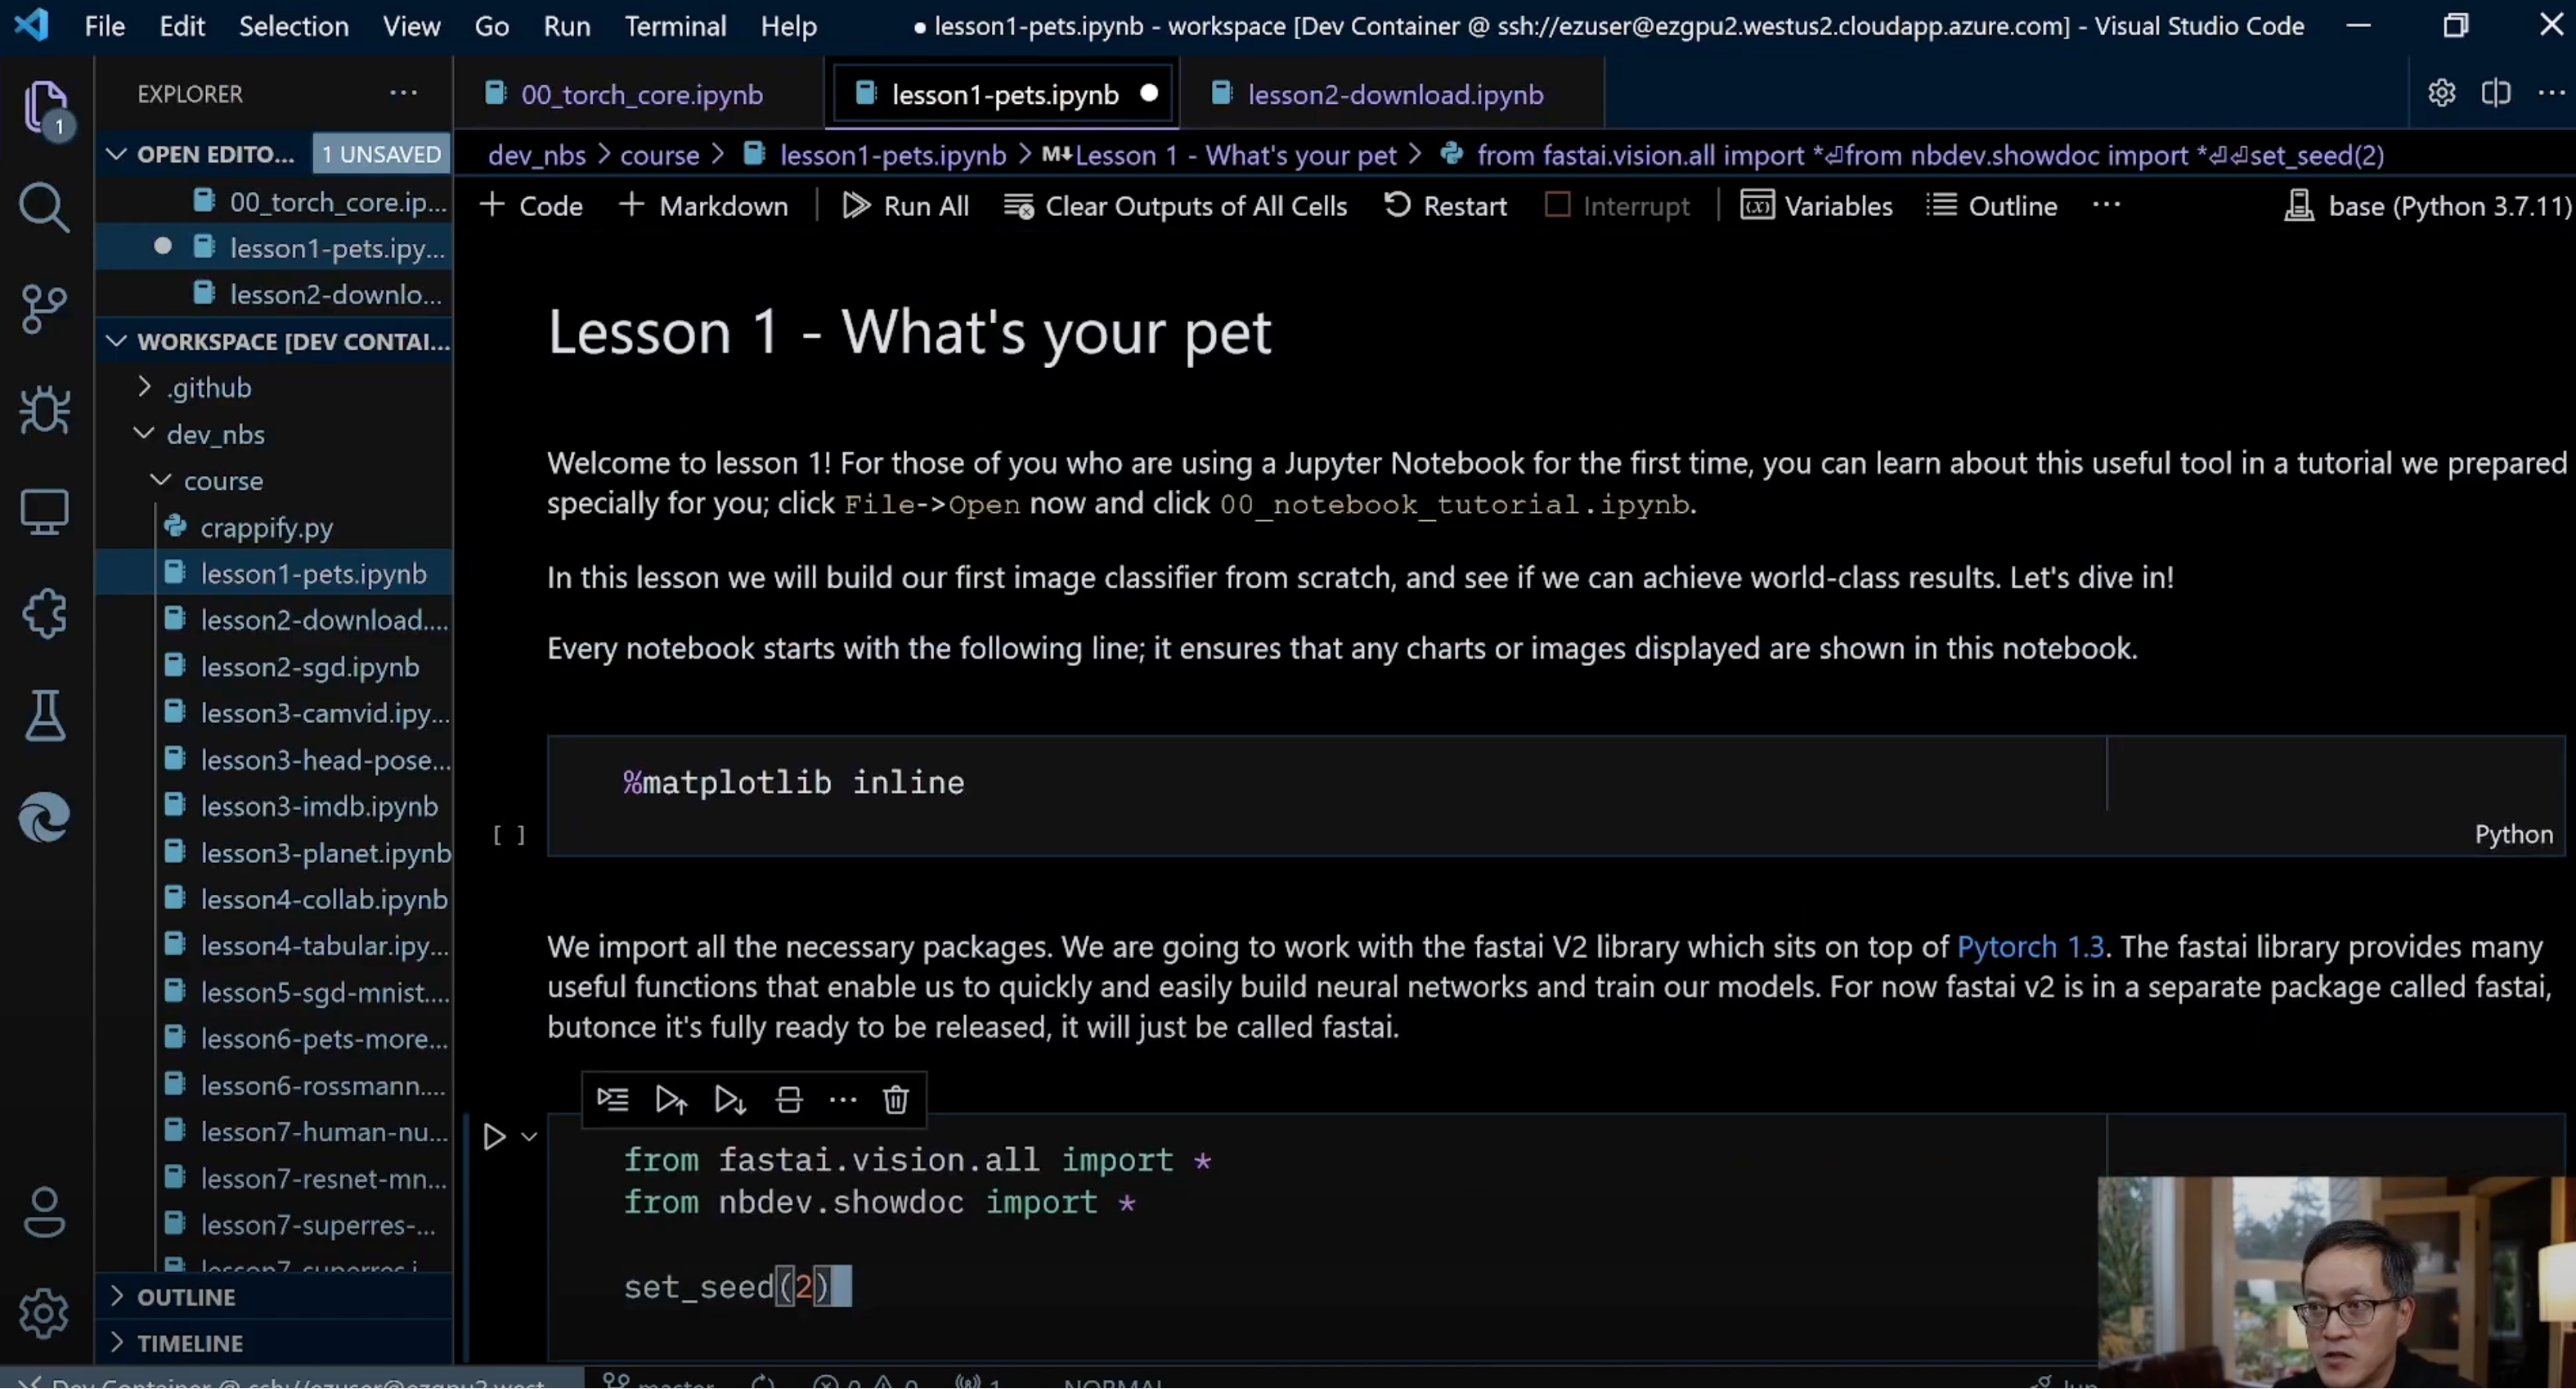 File Edit Selection View Go Run Terminal Help ● lesson1-pets.ipynb - workspace [Dev Container @ ssh://ezuser@ezgpu2.westus2.cloudapp.azure.com] - Visual Studio Code
EXPLORER ···
00_torch_core.ipynb lesson1-pets.ipynb ● lesson2-download.ipynb
1
OPEN EDITO... 1 UNSAVED
00_torch_core.ip...
lesson1-pets.ipy...
lesson2-downlo...
WORKSPACE [DEV CONTAI...
.github
dev_nbs
course
crappify.py
lesson1-pets.ipynb
lesson2-download....
lesson2-sgd.ipynb
lesson3-camvid.ipy...
lesson3-head-pose...
lesson3-imdb.ipynb
lesson3-planet.ipynb
lesson4-collab.ipynb
lesson4-tabular.ipy...
lesson5-sgd-mnist....
lesson6-pets-more...
lesson6-rossmann....
lesson7-human-nu...
lesson7-resnet-mn...
lesson7-superres-...
lesson7-superres.i
OUTLINE
TIMELINE
dev_nbs > course > lesson1-pets.ipynb > M↓Lesson 1 - What's your pet > from fastai.vision.all import *⏎from nbdev.showdoc import *⏎⏎set_seed(2)
+ Code + Markdown Run All Clear Outputs of All Cells Restart Interrupt (x) Variables Outline ··· base (Python 3.7.11)
Lesson 1 - What's your pet
Welcome to lesson 1! For those of you who are using a Jupyter Notebook for the first time, you can learn about this useful tool in a tutorial we prepared
specially for you; click File->Open now and click 00_notebook_tutorial.ipynb.
In this lesson we will build our first image classifier from scratch, and see if we can achieve world-class results. Let's dive in!
Every notebook starts with the following line; it ensures that any charts or images displayed are shown in this notebook.
%matplotlib inline
[ ]
Python
We import all the necessary packages. We are going to work with the fastai V2 library which sits on top of Pytorch 1.3. The fastai library provides many
useful functions that enable us to quickly and easily build neural networks and train our models. For now fastai v2 is in a separate package called fastai,
butonce it's fully ready to be released, it will just be called fastai.
from fastai.vision.all import *
from nbdev.showdoc import *
set_seed(2)
Dev Container @ ssh://ezuser@ezgpu2.west master 0 0 1 NORMAL